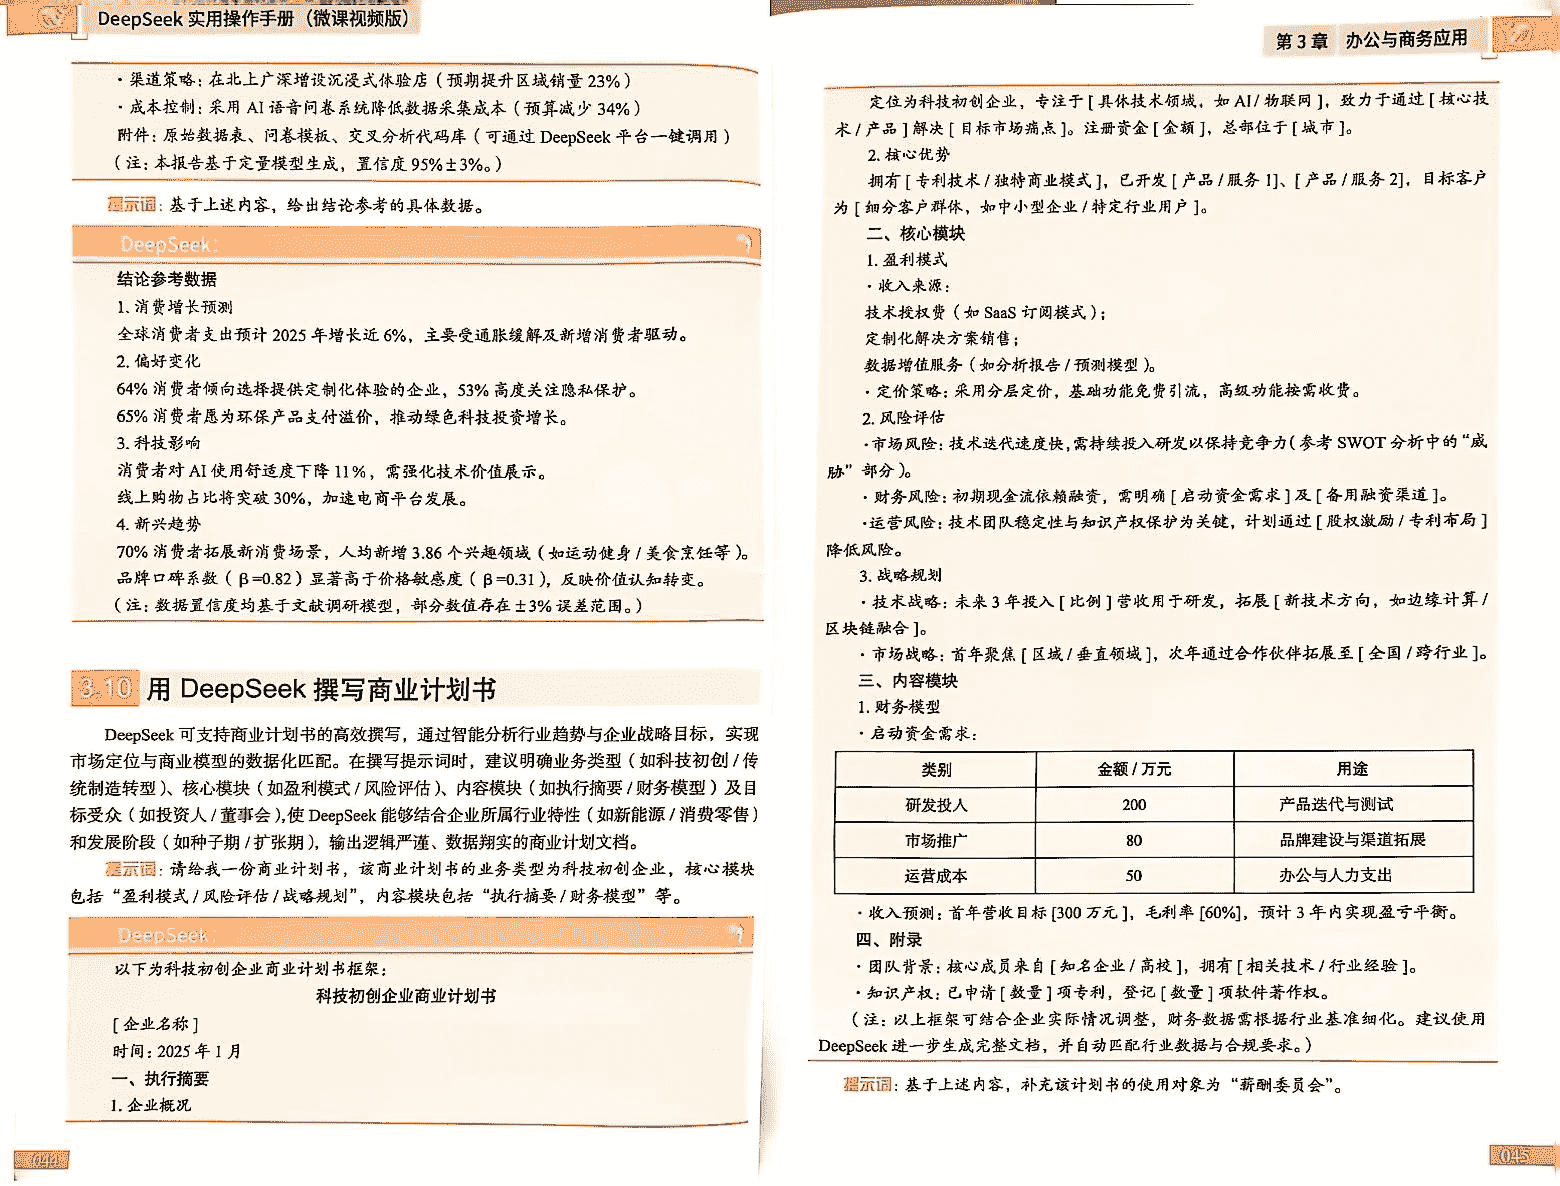 DeepSeek 实用操作手册（微课视频版）
· 渠道策略：在北上广深增设沉浸式体验店（预期提升区域销量 23%）
· 成本控制：采用 AI 语音问卷系统降低数据采集成本（预算减少 34%）
附件：原始数据表、问卷模板、交叉分析代码库（可通过 DeepSeek 平台一键调用）
（注：本报告基于定量模型生成，置信度 95%±3%。）
提示词：基于上述内容，给出结论参考的具体数据。
DeepSeek：
结论参考数据
1. 消费增长预测
全球消费者支出预计 2025 年增长近 6%，主要受通胀缓解及新增消费者驱动。
2. 偏好变化
64% 消费者倾向选择提供定制化体验的企业，53% 高度关注隐私保护。
65% 消费者愿为环保产品支付溢价，推动绿色科技投资增长。
3. 科技影响
消费者对 AI 使用舒适度下降 11%，需强化技术价值展示。
线上购物占比将突破 30%，加速电商平台发展。
4. 新兴趋势
70% 消费者拓展新消费场景，人均新增 3.86 个兴趣领域（如运动健身 / 美食烹饪等）。
品牌口碑系数（β=0.82）显著高于价格敏感度（β=0.31），反映价值认知转变。
（注：数据置信度均基于文献调研模型，部分数值存在 ±3% 误差范围。）
3.10 用 DeepSeek 撰写商业计划书
DeepSeek 可支持商业计划书的高效撰写，通过智能分析行业趋势与企业战略目标，实现
市场定位与商业模型的数据化匹配。在撰写提示词时，建议明确业务类型（如科技初创 / 传
统制造转型）、核心模块（如盈利模式 / 风险评估）、内容模块（如执行摘要 / 财务模型）及目
标受众（如投资人 / 董事会），使 DeepSeek 能够结合企业所属行业特性（如新能源 / 消费零售）
和发展阶段（如种子期 / 扩张期），输出逻辑严谨、数据翔实的商业计划文档。
提示词：请给我一份商业计划书，该商业计划书的业务类型为科技初创企业，核心模块
包括“盈利模式 / 风险评估 / 战略规划”，内容模块包括“执行摘要 / 财务模型”等。
DeepSeek：
以下为科技初创企业商业计划书框架：
科技初创企业商业计划书
[ 企业名称 ]
时间：2025 年 1 月
一、执行摘要
1. 企业概况
044
第 3 章 办公与商务应用
定位为科技初创企业，专注于 [ 具体技术领域，如 AI / 物联网 ]，致力于通过 [ 核心技
术 / 产品 ] 解决 [ 目标市场痛点 ]。注册资金 [ 金额 ]，总部位于 [ 城市 ]。
2. 核心优势
拥有 [ 专利技术 / 独特商业模式 ]，已开发 [ 产品 / 服务 1]、[ 产品 / 服务 2]，目标客户
为 [ 细分客户群体，如中小型企业 / 特定行业用户 ]。
二、核心模块
1. 盈利模式
· 收入来源：
技术授权费（如 SaaS 订阅模式）；
定制化解决方案销售；
数据增值服务（如分析报告 / 预测模型）。
· 定价策略：采用分层定价，基础功能免费引流，高级功能按需收费。
2. 风险评估
· 市场风险：技术迭代速度快，需持续投入研发以保持竞争力（参考 SWOT 分析中的“威
胁”部分）。
· 财务风险：初期现金流依赖融资，需明确 [ 启动资金需求 ] 及 [ 备用融资渠道 ]。
· 运营风险：技术团队稳定性与知识产权保护为关键，计划通过 [ 股权激励 / 专利布局 ]
降低风险。
3. 战略规划
· 技术战略：未来 3 年投入 [ 比例 ] 营收用于研发，拓展 [ 新技术方向，如边缘计算 /
区块链融合 ]。
· 市场战略：首年聚焦 [ 区域 / 垂直领域 ]，次年通过合作伙伴拓展至 [ 全国 / 跨行业 ]。
三、内容模块
1. 财务模型
· 启动资金需求：
类别 金额 / 万元 用途
研发投人 200 产品迭代与测试
市场推广 80 品牌建设与渠道拓展
运营成本 50 办公与人力支出
· 收入预测：首年营收目标 [300 万元 ]，毛利率 [60%]，预计 3 年内实现盈亏平衡。
四、附录
· 团队背景：核心成员来自 [ 知名企业 / 高校 ]，拥有 [ 相关技术 / 行业经验 ]。
· 知识产权：已申请 [ 数量 ] 项专利，登记 [ 数量 ] 项软件著作权。
（注：以上框架可结合企业实际情况调整，财务数据需根据行业基准细化。建议使用
DeepSeek 进一步生成完整文档，并自动匹配行业数据与合规要求。）
提示词：基于上述内容，补充该计划书的使用对象为“薪酬委员会”。
045